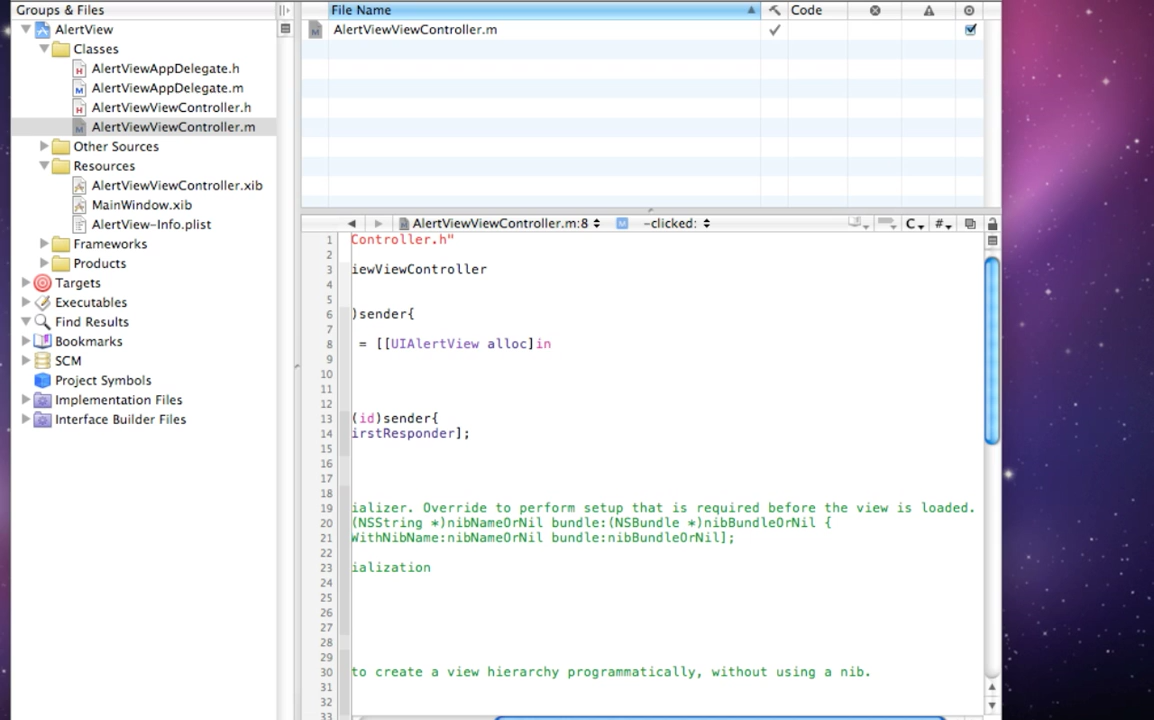 Groups & Files
AlertView
Classes
AlertViewAppDelegate.h
AlertViewAppDelegate.m
AlertViewViewController.h
AlertViewViewController.m
Other Sources
Resources
AlertViewViewController.xib
MainWindow.xib
AlertView-Info.plist
Frameworks
Products
Targets
Executables
Find Results
Bookmarks
SCM
Project Symbols
Implementation Files
Interface Builder Files
File Name Code
AlertViewViewController.m
AlertViewViewController.m:8 M -clicked: C #
1 Controller.h"
2
3 iewViewController
4
5
6 )sender{
7
8 = [[UIAlertView alloc]in
9
10
11
12
13 (id)sender{
14 irstResponder];
15
16
17
18
19 ializer. Override to perform setup that is required before the view is loaded.
20 (NSString *)nibNameOrNil bundle:(NSBundle *)nibBundleOrNil {
21 WithNibName:nibNameOrNil bundle:nibBundleOrNil];
22
23 ialization
24
25
26
27
28
29
30 to create a view hierarchy programmatically, without using a nib.
31
32
33